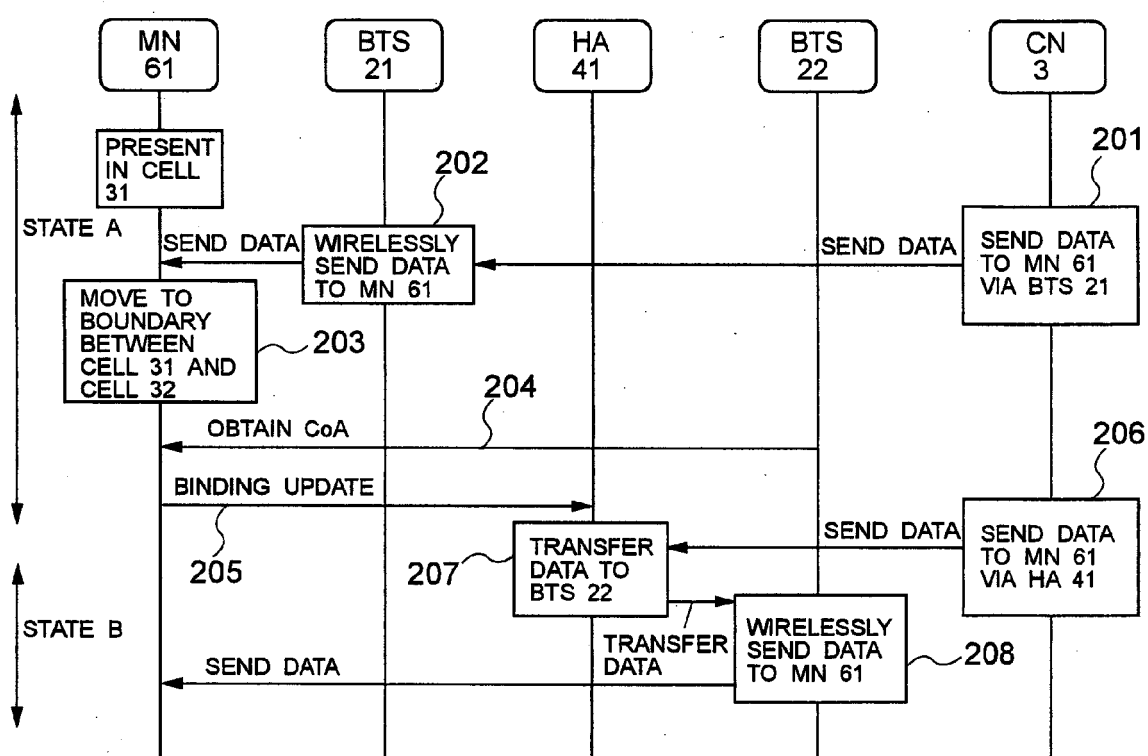 MN
61
BTS
21
HA
41
BTS
22
CN
3
PRESENT
IN CELL
31
STATE A
202
201
SEND DATA
WIRELESSLY
SEND DATA
TO MN 61
SEND DATA
SEND DATA
TO MN 61
VIA BTS 21
MOVE TO
BOUNDARY
BETWEEN
CELL 31 AND
CELL 32
203
204
OBTAIN CoA
206
BINDING UPDATE
205
SEND DATA
SEND DATA
TO MN 61
VIA HA 41
207
TRANSFER
DATA TO
BTS 22
STATE B
TRANSFER
DATA
WIRELESSLY
SEND DATA
TO MN 61
208
SEND DATA